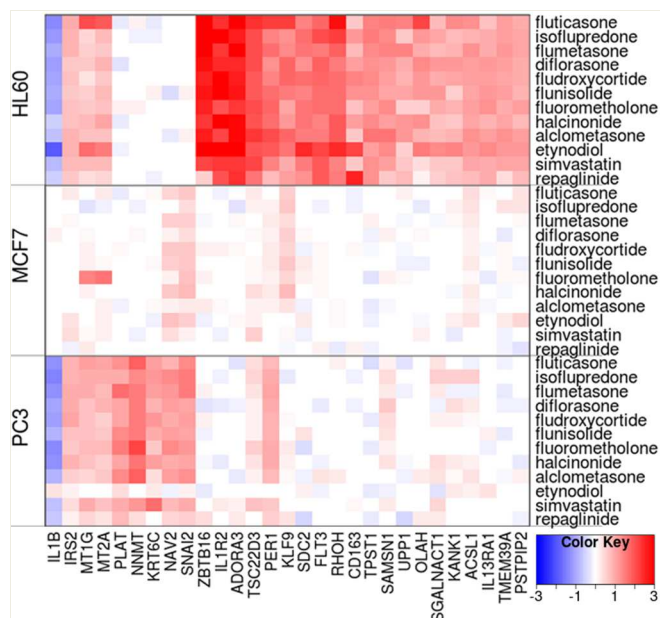 HL60
fluticasone
isoflupredone
flumetasone
diflorasone
fludroxycortide
flunisolide
fluorometholone
halcinonide
alclometasone
etynodiol
simvastatin
repaglinide
MCF7
fluticasone
isoflupredone
flumetasone
diflorasone
fludroxycortide
flunisolide
fluorometholone
halcinonide
alclometasone
etynodiol
simvastatin
repaglinide
PC3
fluticasone
isoflupredone
flumetasone
diflorasone
fludroxycortide
flunisolide
fluorometholone
halcinonide
alclometasone
etynodiol
simvastatin
repaglinide
IL1B
IRS2
MT1G
MT2A
PLAT
NNMT
KRT6C
NAV2
SNAI2
ZBTB16
IL1R2
ADORA3
TSC22D3
PER1
KLF9
SDC2
FLT3
RHOH
CD163
TPST1
SAMSN1
UPP1
OLAH
SGALNACT1
KANK1
ACSL1
IL13RA1
TMEM39A
PSTPIP2
Color Key
-3 -1 1 3